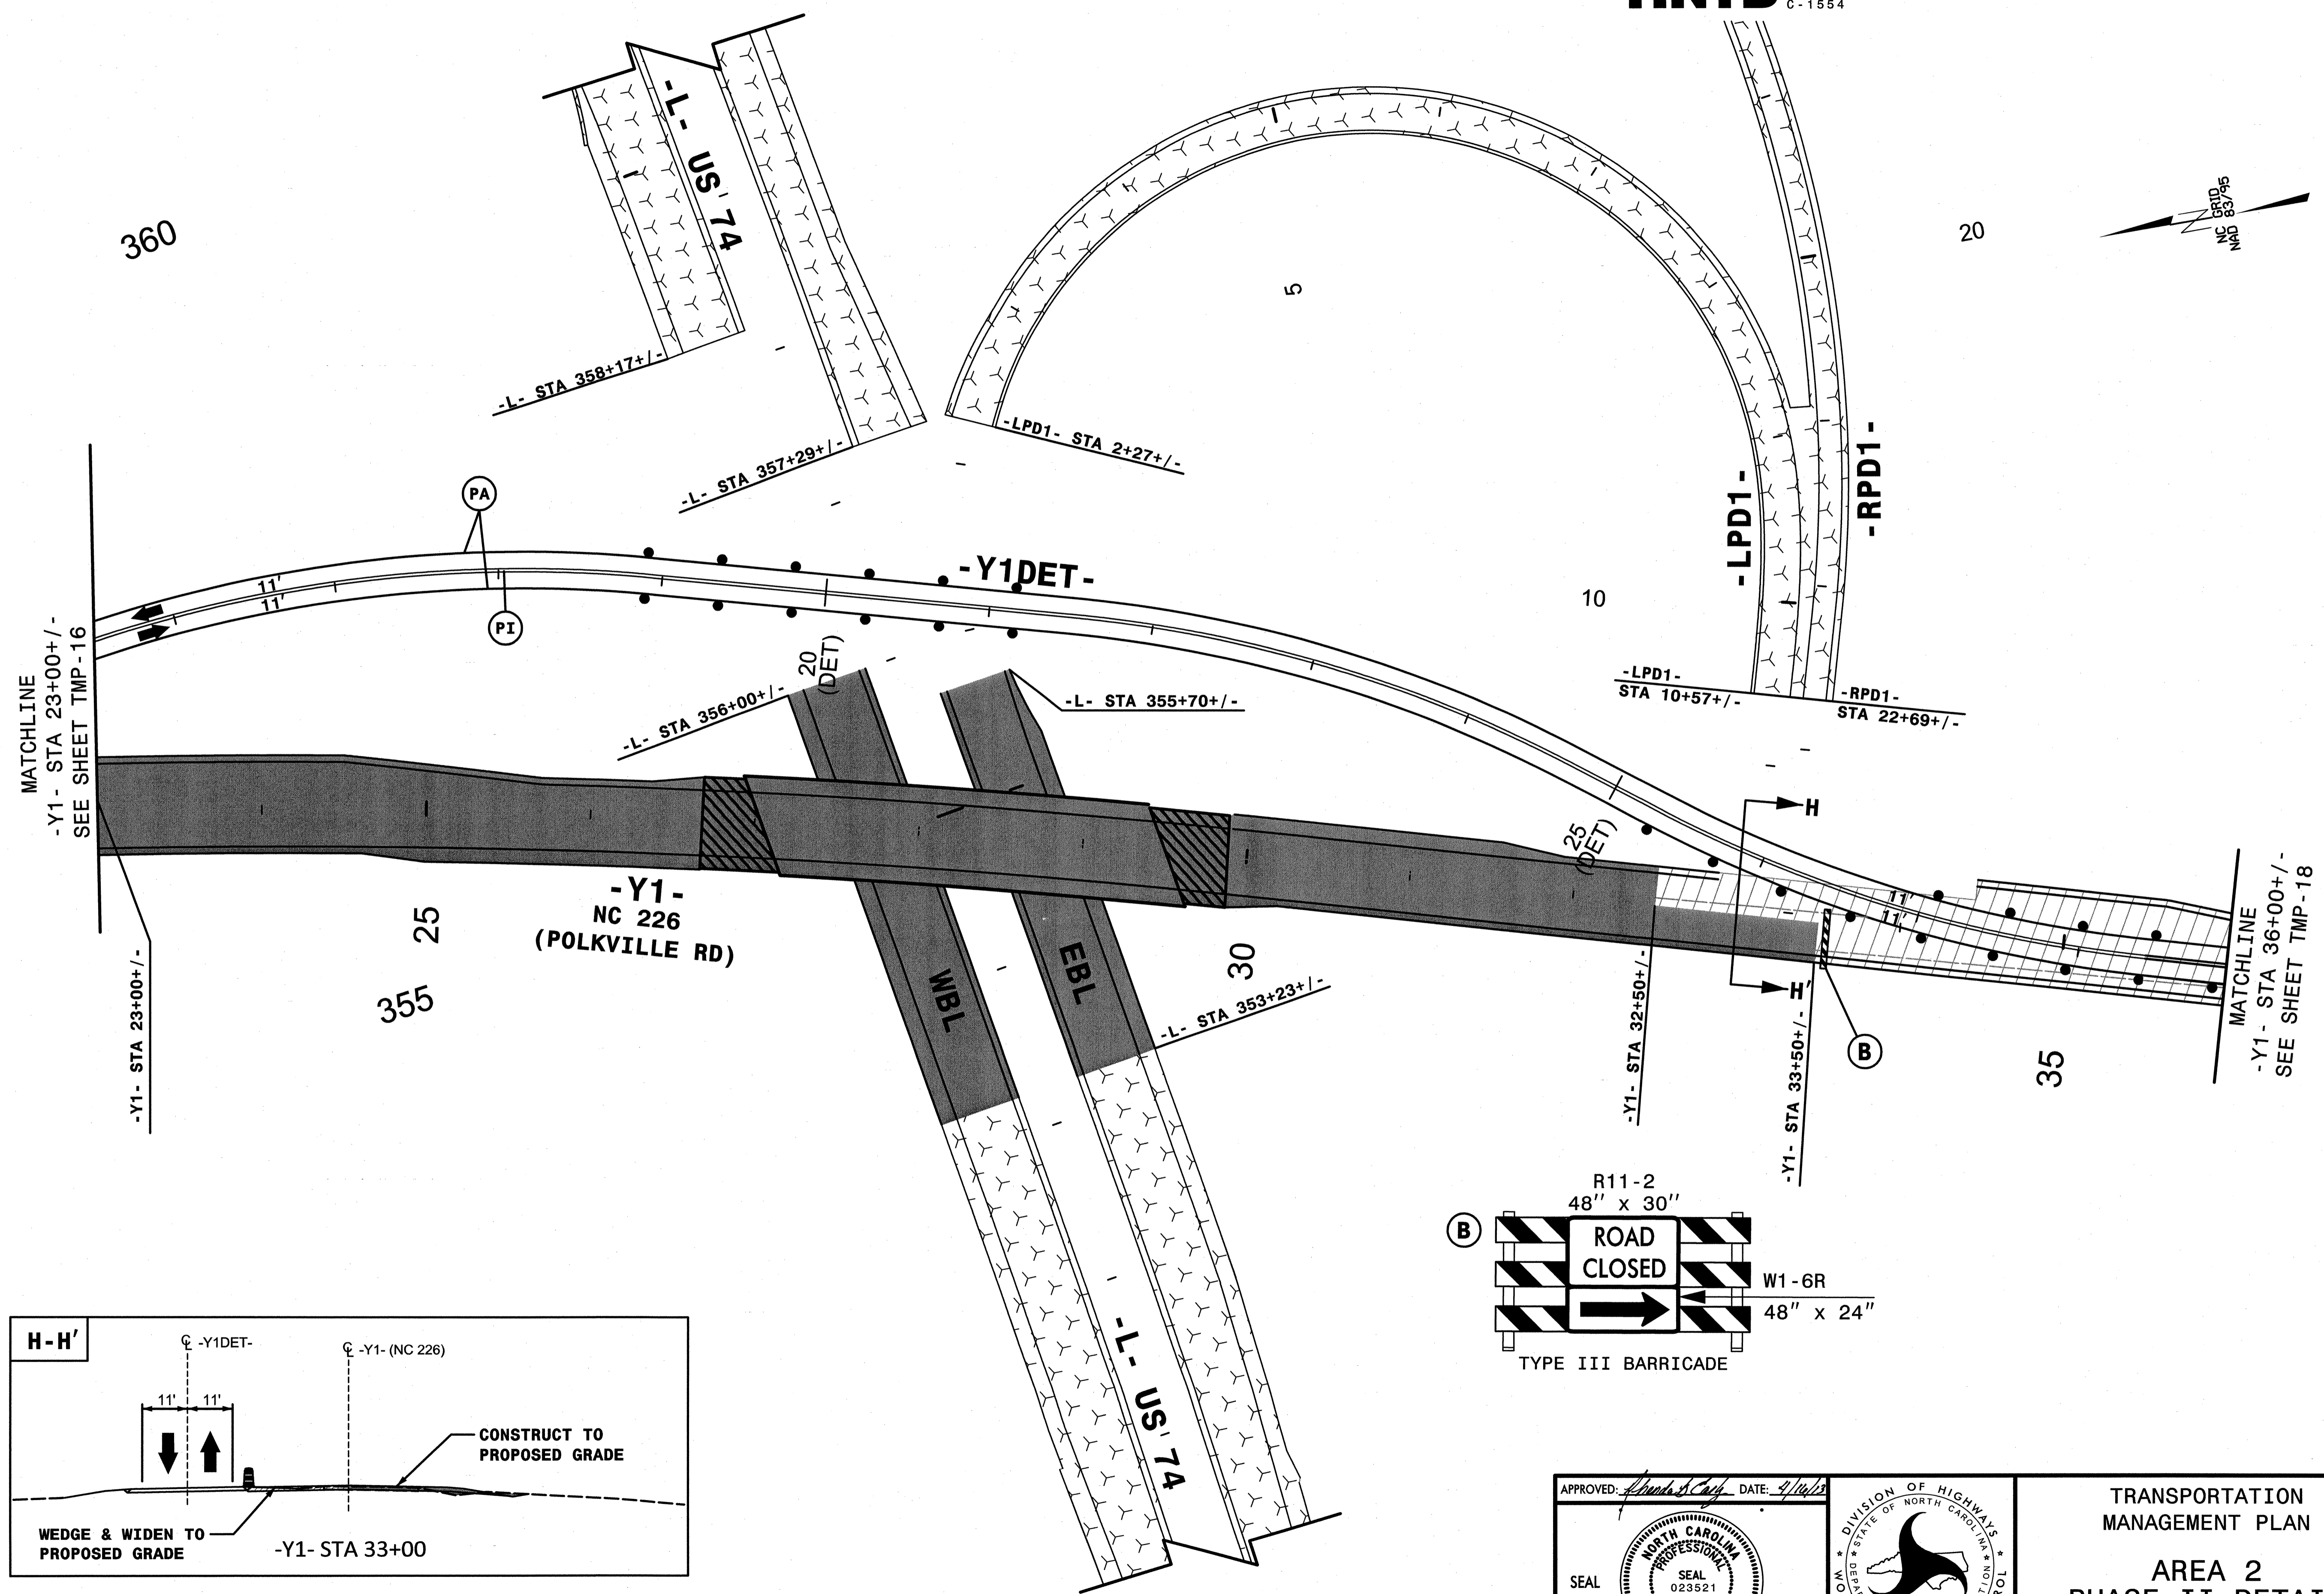 C-1554
-L- US 74
360
20
NC GRID
NAD 83/95
5
-L- STA 358+17+/-
-L- STA 357+29+/-
-LPD1- STA 2+27+/-
-LPD1-
-RPD1-
PA
PI
11'
11'
-Y1DET-
10
MATCHLINE
-Y1- STA 23+00+/-
SEE SHEET TMP-16
20
(DET)
-L- STA 356+00+/-
-L- STA 355+70+/-
-LPD1-
STA 10+57+/-
-RPD1-
STA 22+69+/-
H
25
(DET)
11'
11'
H'
MATCHLINE
-Y1- STA 36+00+/-
SEE SHEET TMP-18
-Y1-
NC 226
(POLKVILLE RD)
25
355
WBL
EBL
30
-L- STA 353+23+/-
-Y1- STA 23+00+/-
-Y1- STA 32+50+/-
-Y1- STA 33+50+/-
B
35
R11-2
48" x 30"
B
ROAD
CLOSED
W1-6R
48" x 24"
TYPE III BARRICADE
-L- US 74
H-H'
℄ -Y1DET-
℄ -Y1- (NC 226)
11'
11'
CONSTRUCT TO
PROPOSED GRADE
WEDGE & WIDEN TO
PROPOSED GRADE
-Y1- STA 33+00
APPROVED:
DATE: 4/16/13
SEAL
NORTH CAROLINA
PROFESSIONAL
SEAL
023521
DIVISION OF HIGHWAYS
STATE OF NORTH CAROLINA
TRANSPORTATION
MANAGEMENT PLAN
AREA 2